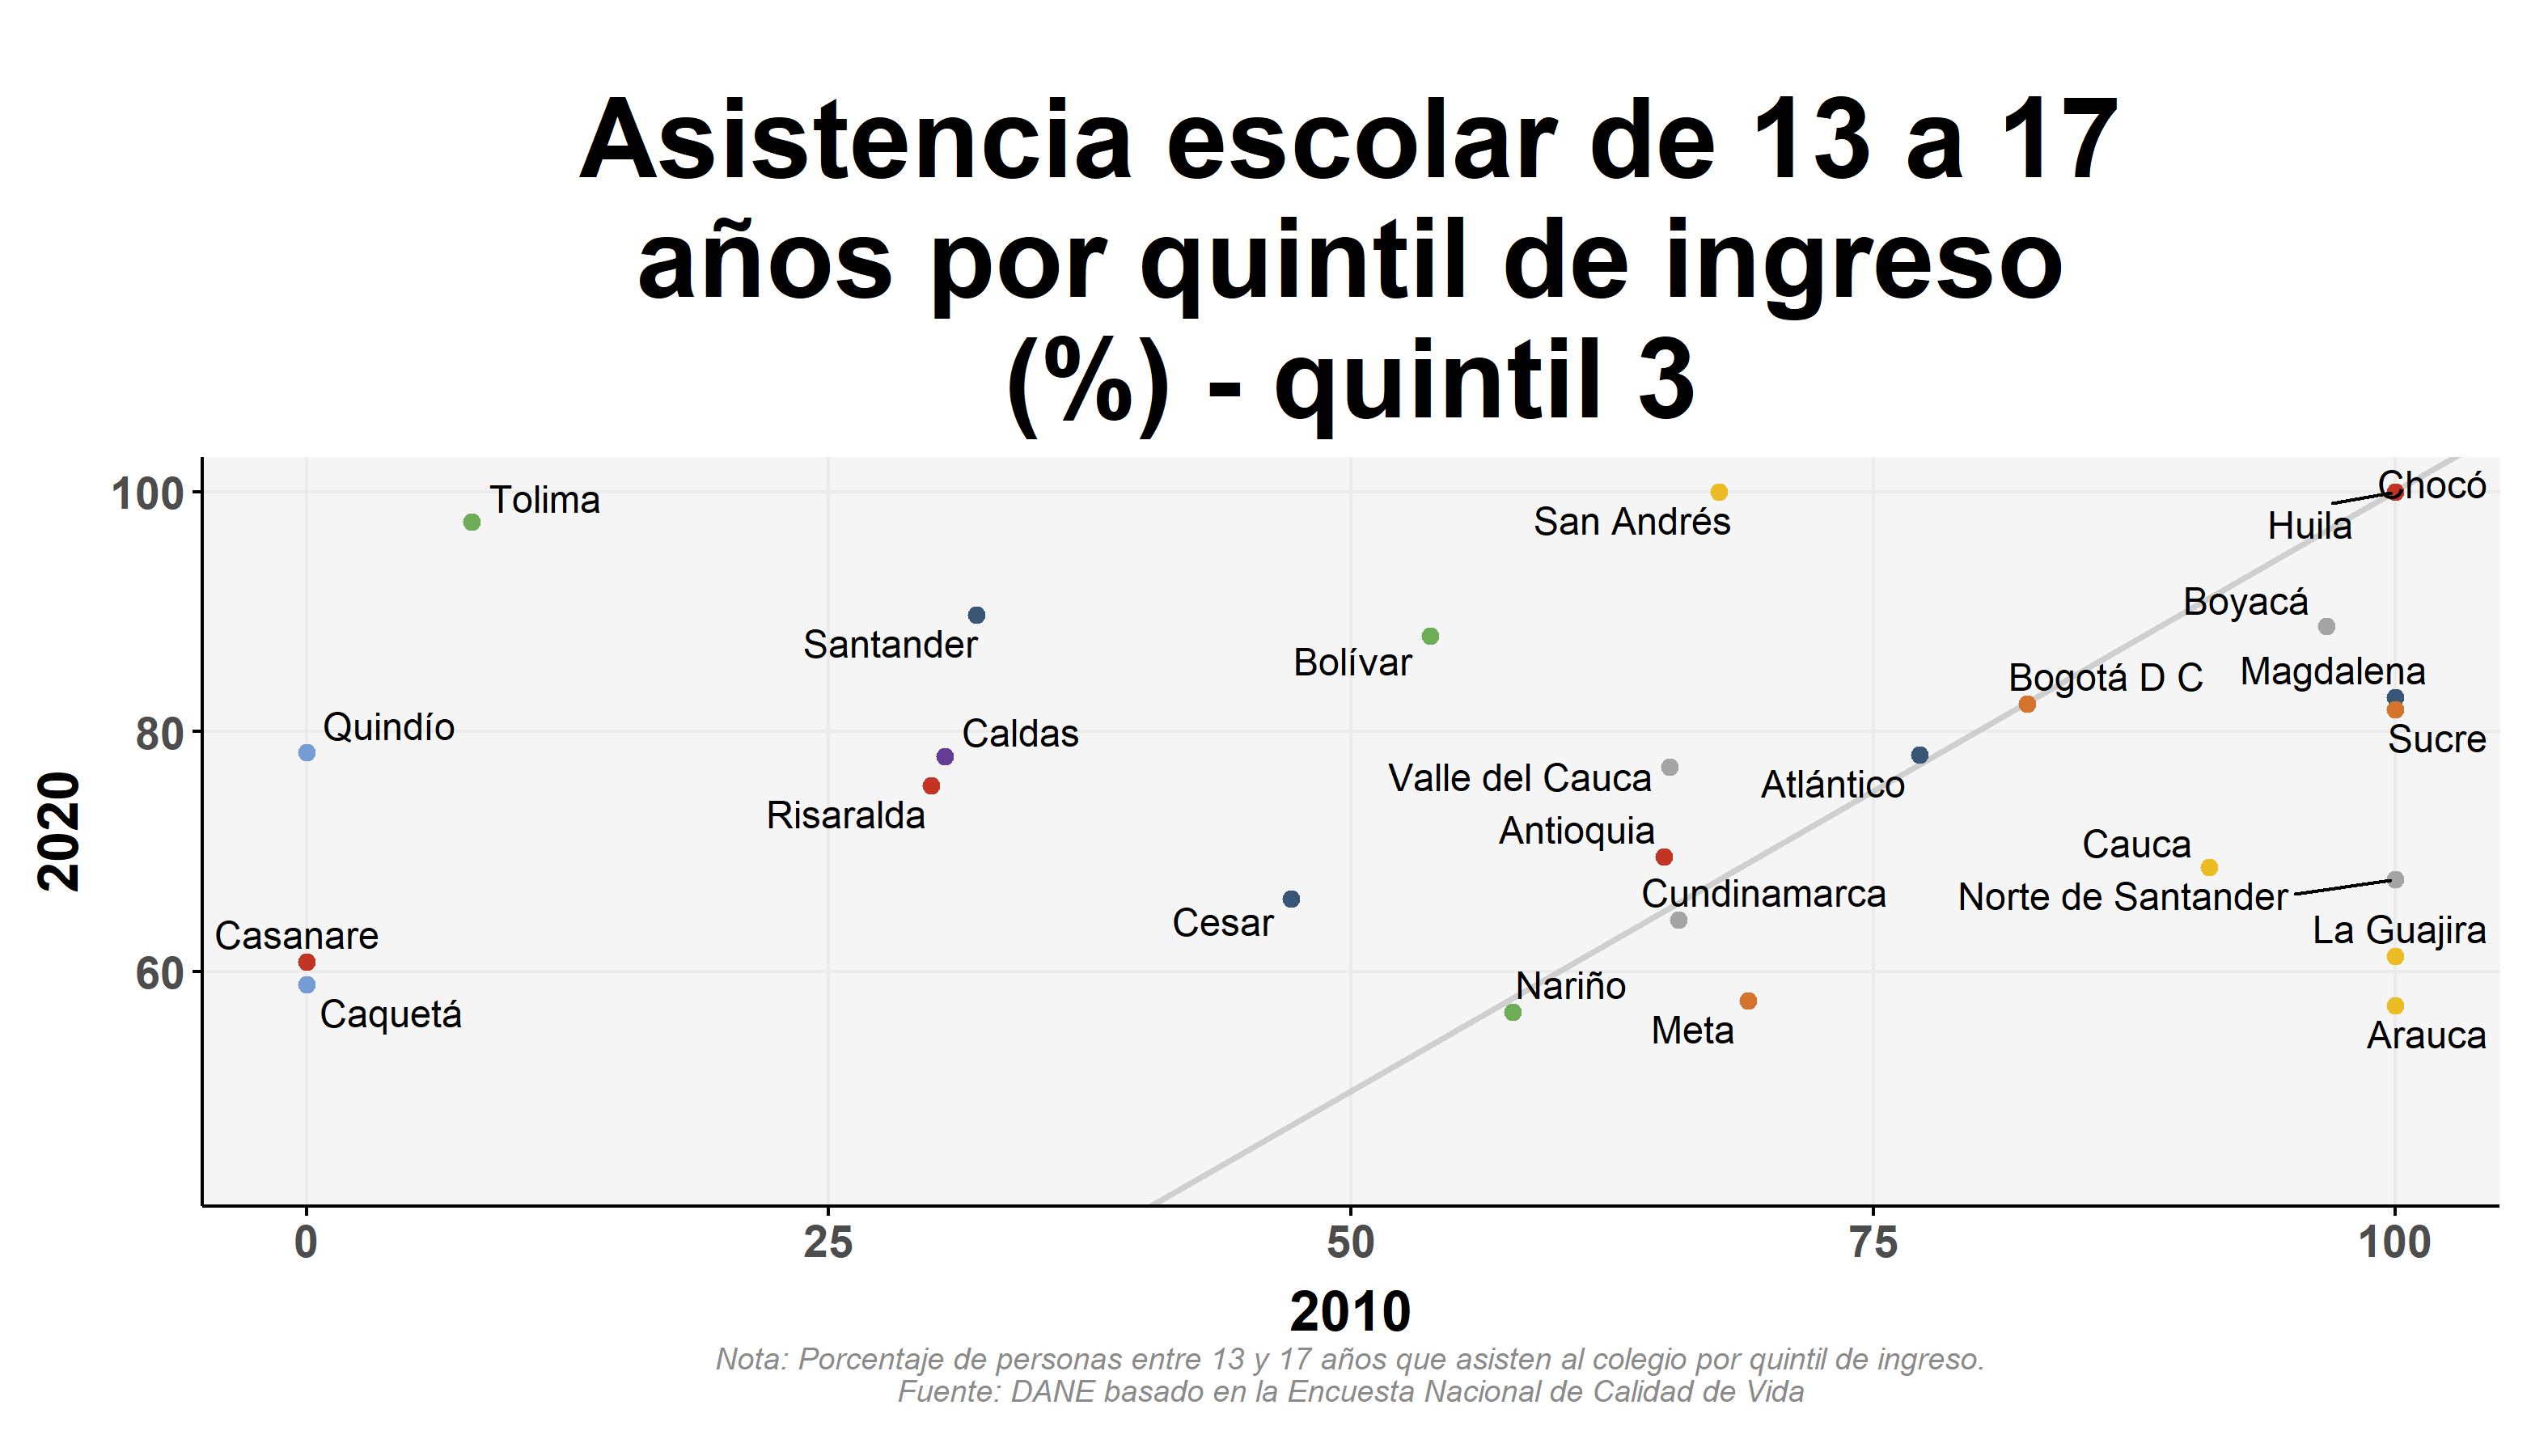 Asistencia escolar de 13 a 17
años por quintil de ingreso
(%) - quintil 3
100
80
60
2020
Tolima
San Andrés
Chocó
Huila
Santander
Bolívar
Boyacá
Magdalena
Bogotá D C
Quindío
Caldas
Sucre
Valle del Cauca
Atlántico
Risaralda
Antioquia
Cauca
Cundinamarca
Norte de Santander
Cesar
La Guajira
Casanare
Nariño
Caquetá
Meta
Arauca
0
25
50
75
100
2010
Nota: Porcentaje de personas entre 13 y 17 años que asisten al colegio por quintil de ingreso.
Fuente: DANE basado en la Encuesta Nacional de Calidad de Vida